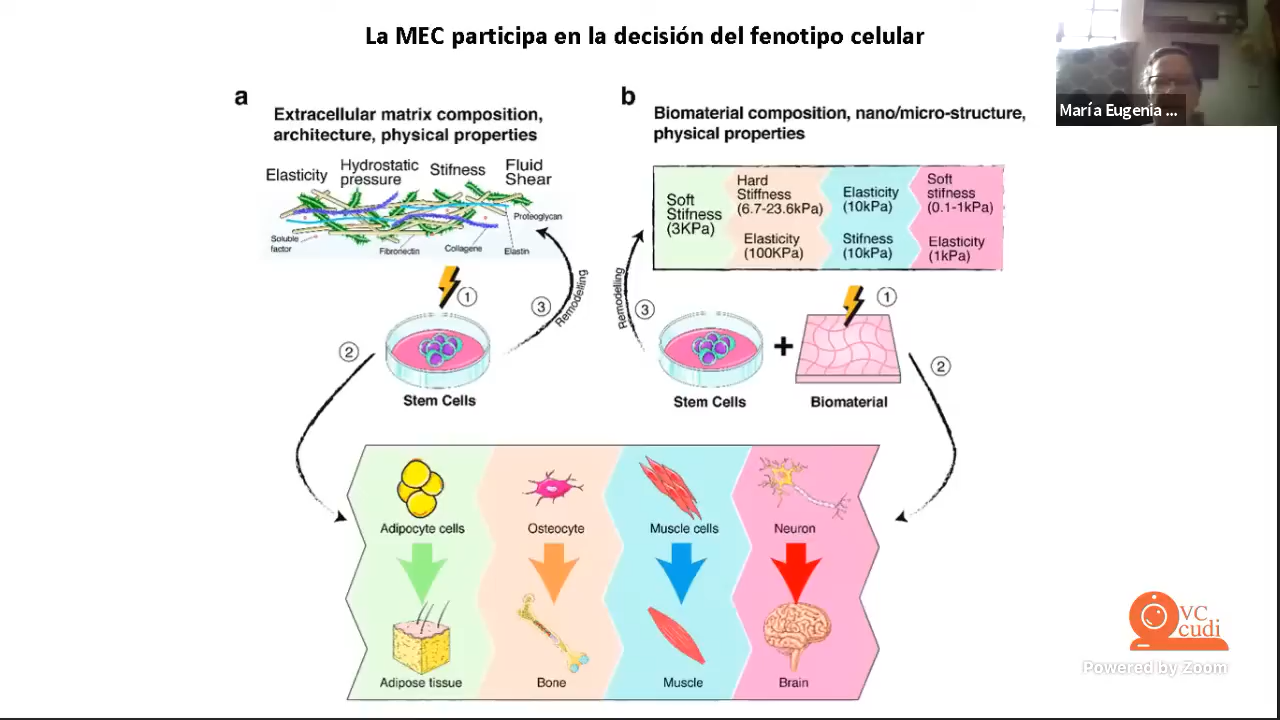 La MEC participa en la decisión del fenotipo celular
María Eugenia ...
a
Extracellular matrix composition,
architecture, physical properties
Elasticity
Hydrostatic
pressure
Stifness
Fluid
Shear
Proteoglycan
Soluble
factor
Fibronectin
Collagene
Elastin
1
2
3
Remodelling
Stem Cells
b
Biomaterial composition, nano/micro-structure,
physical properties
Soft
Stifness
(3KPa)
Hard
Stiffness
(6.7-23.6kPa)
Elasticity
(100KPa)
Elasticity
(10kPa)
Stifness
(10kPa)
Soft
stifness
(0.1-1kPa)
Elasticity
(1kPa)
Remodelling
3
1
2
Stem Cells
+
Biomaterial
Adipocyte cells
Osteocyte
Muscle cells
Neuron
Adipose tissue
Bone
Muscle
Brain
VC
cudi
Powered by Zoom